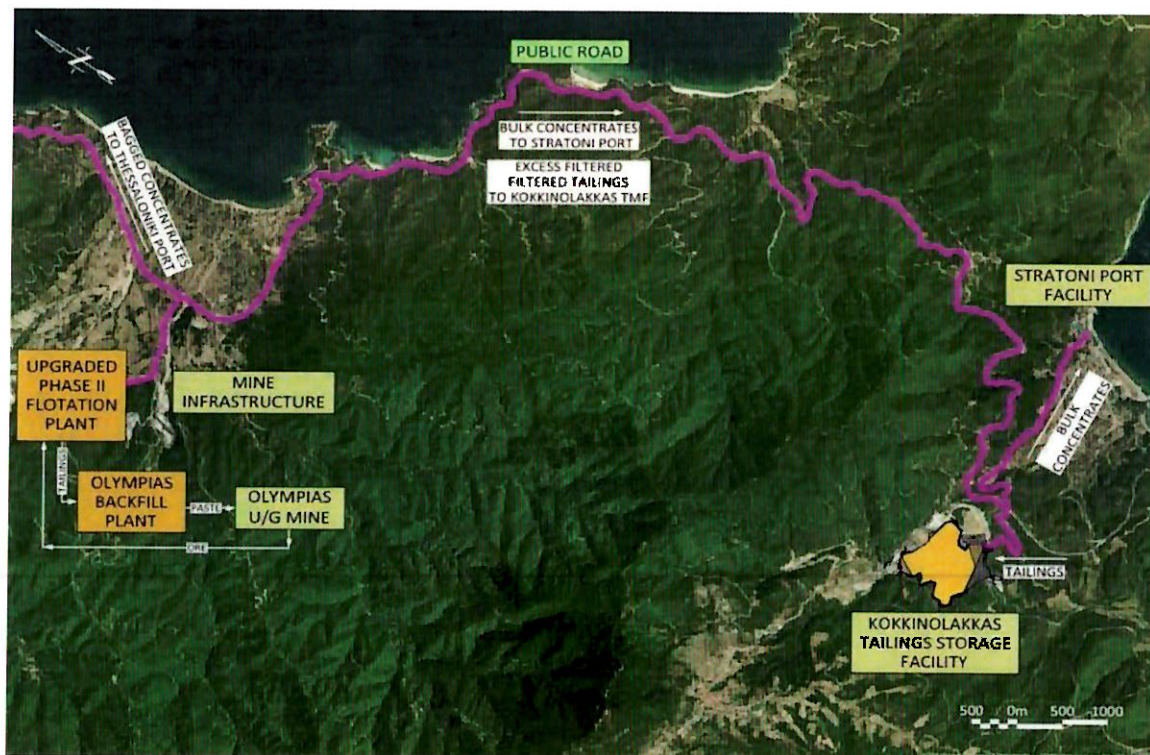 PUBLIC ROAD
BAGGED CONCENTRATES
TO THESSALONIKI PORT
BULK CONCENTRATES
TO STRATONI PORT
EXCESS FILTERED
FILTERED TAILINGS
TO KOKKINOLAKKAS TMF
STRATONI PORT
FACILITY
UPGRADED
PHASE II
FLOTATION
PLANT
MINE
INFRASTRUCTURE
BULK
CONCENTRATES
TAILINGS
OLYMPIAS
BACKFILL
PLANT
PASTE
OLYMPIAS
U/G MINE
ORE
TAILINGS
KOKKINOLAKKAS
TAILINGS STORAGE
FACILITY
500 0m 500 1000